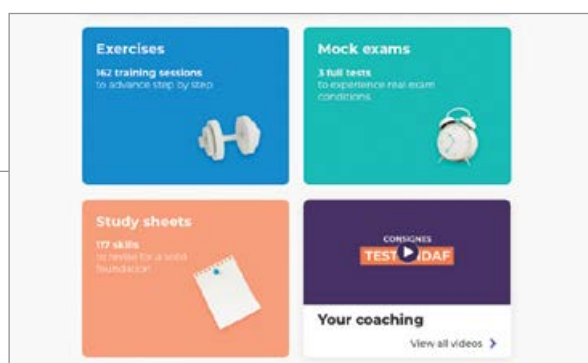 Exercises
162 training sessions
to advance step by step
Mock exams
3 full tests
to experience real exam
conditions
Study sheets
117 skills
to revise for a solid
foundation
CONSIGNES
TEST DAF
Your coaching
View all videos